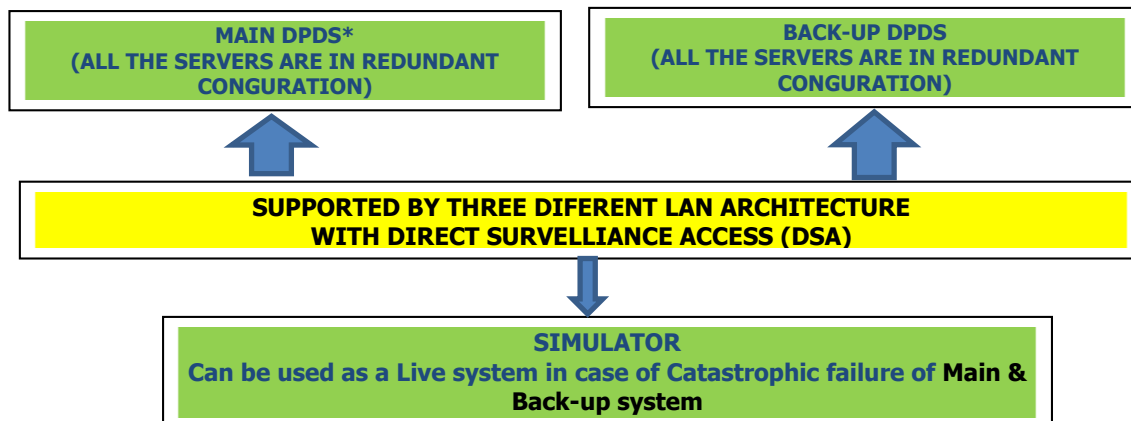 MAIN DPDS*
(ALL THE SERVERS ARE IN REDUNDANT
CONGURATION)
BACK-UP DPDS
(ALL THE SERVERS ARE IN REDUNDANT
CONGURATION)
SUPPORTED BY THREE DIFERENT LAN ARCHITECTURE
WITH DIRECT SURVELLIANCE ACCESS (DSA)
SIMULATOR
Can be used as a Live system in case of Catastrophic failure of Main &
Back-up system